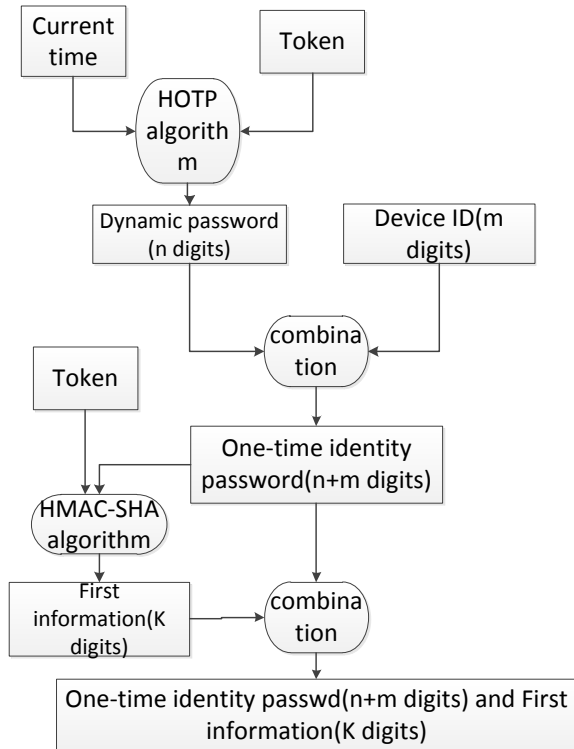 Current
time
Token
HOTP
algorith
m
Dynamic password
(n digits)
Device ID(m
digits)
combina
tion
Token
One-time identity
password(n+m digits)
HMAC-SHA
algorithm
First
information(K
digits)
combina
tion
One-time identity passwd(n+m digits) and First
information(K digits)